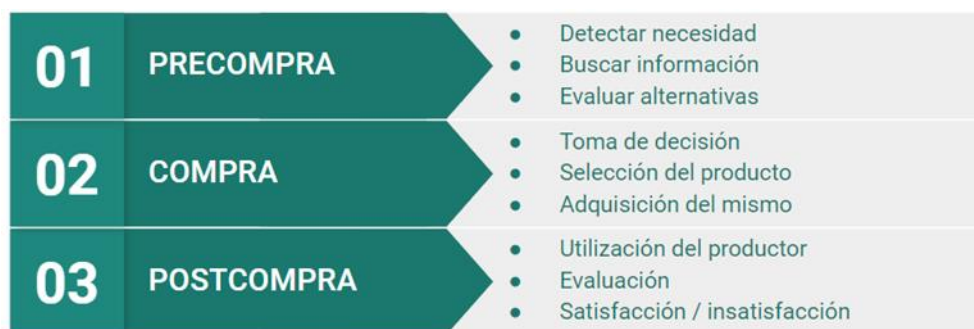 01 PRECOMPRA
● Detectar necesidad
● Buscar información
● Evaluar alternativas
02 COMPRA
● Toma de decisión
● Selección del producto
● Adquisición del mismo
03 POSTCOMPRA
● Utilización del productor
● Evaluación
● Satisfacción / insatisfacción